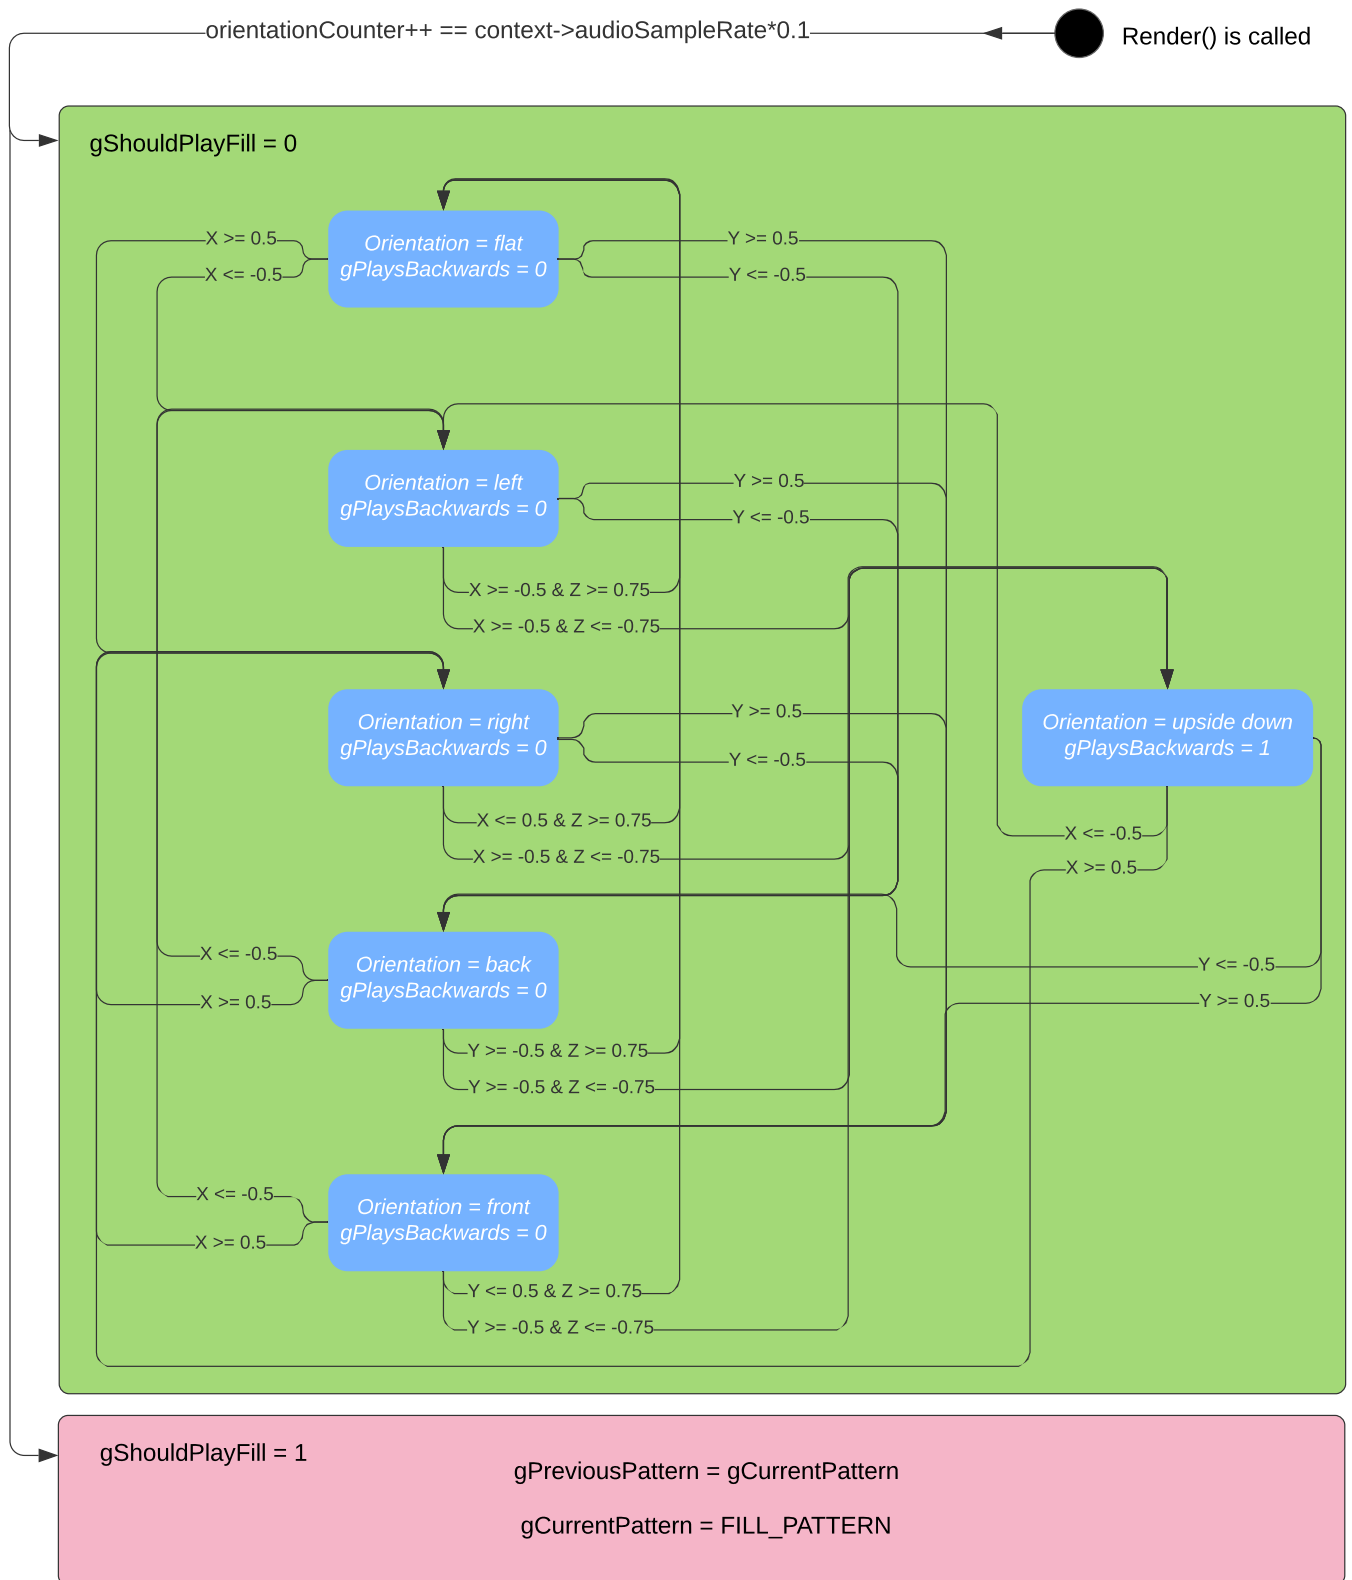 orientationCounter++ == context->audioSampleRate*0.1
Render() is called
gShouldPlayFill = 0
X >= 0.5
X <= -0.5
Orientation = flat
gPlaysBackwards = 0
Y >= 0.5
Y <= -0.5
Orientation = left
gPlaysBackwards = 0
Y >= 0.5
Y <= -0.5
X >= -0.5 & Z >= 0.75
X >= -0.5 & Z <= -0.75
Orientation = right
gPlaysBackwards = 0
Y >= 0.5
Y <= -0.5
Orientation = upside down
gPlaysBackwards = 1
X <= 0.5 & Z >= 0.75
X >= -0.5 & Z <= -0.75
X <= -0.5
X >= 0.5
X <= -0.5
X >= 0.5
Orientation = back
gPlaysBackwards = 0
Y <= -0.5
Y >= 0.5
Y >= -0.5 & Z >= 0.75
Y >= -0.5 & Z <= -0.75
X <= -0.5
X >= 0.5
Orientation = front
gPlaysBackwards = 0
Y <= 0.5 & Z >= 0.75
Y >= -0.5 & Z <= -0.75
gShouldPlayFill = 1
gPreviousPattern = gCurrentPattern
gCurrentPattern = FILL_PATTERN